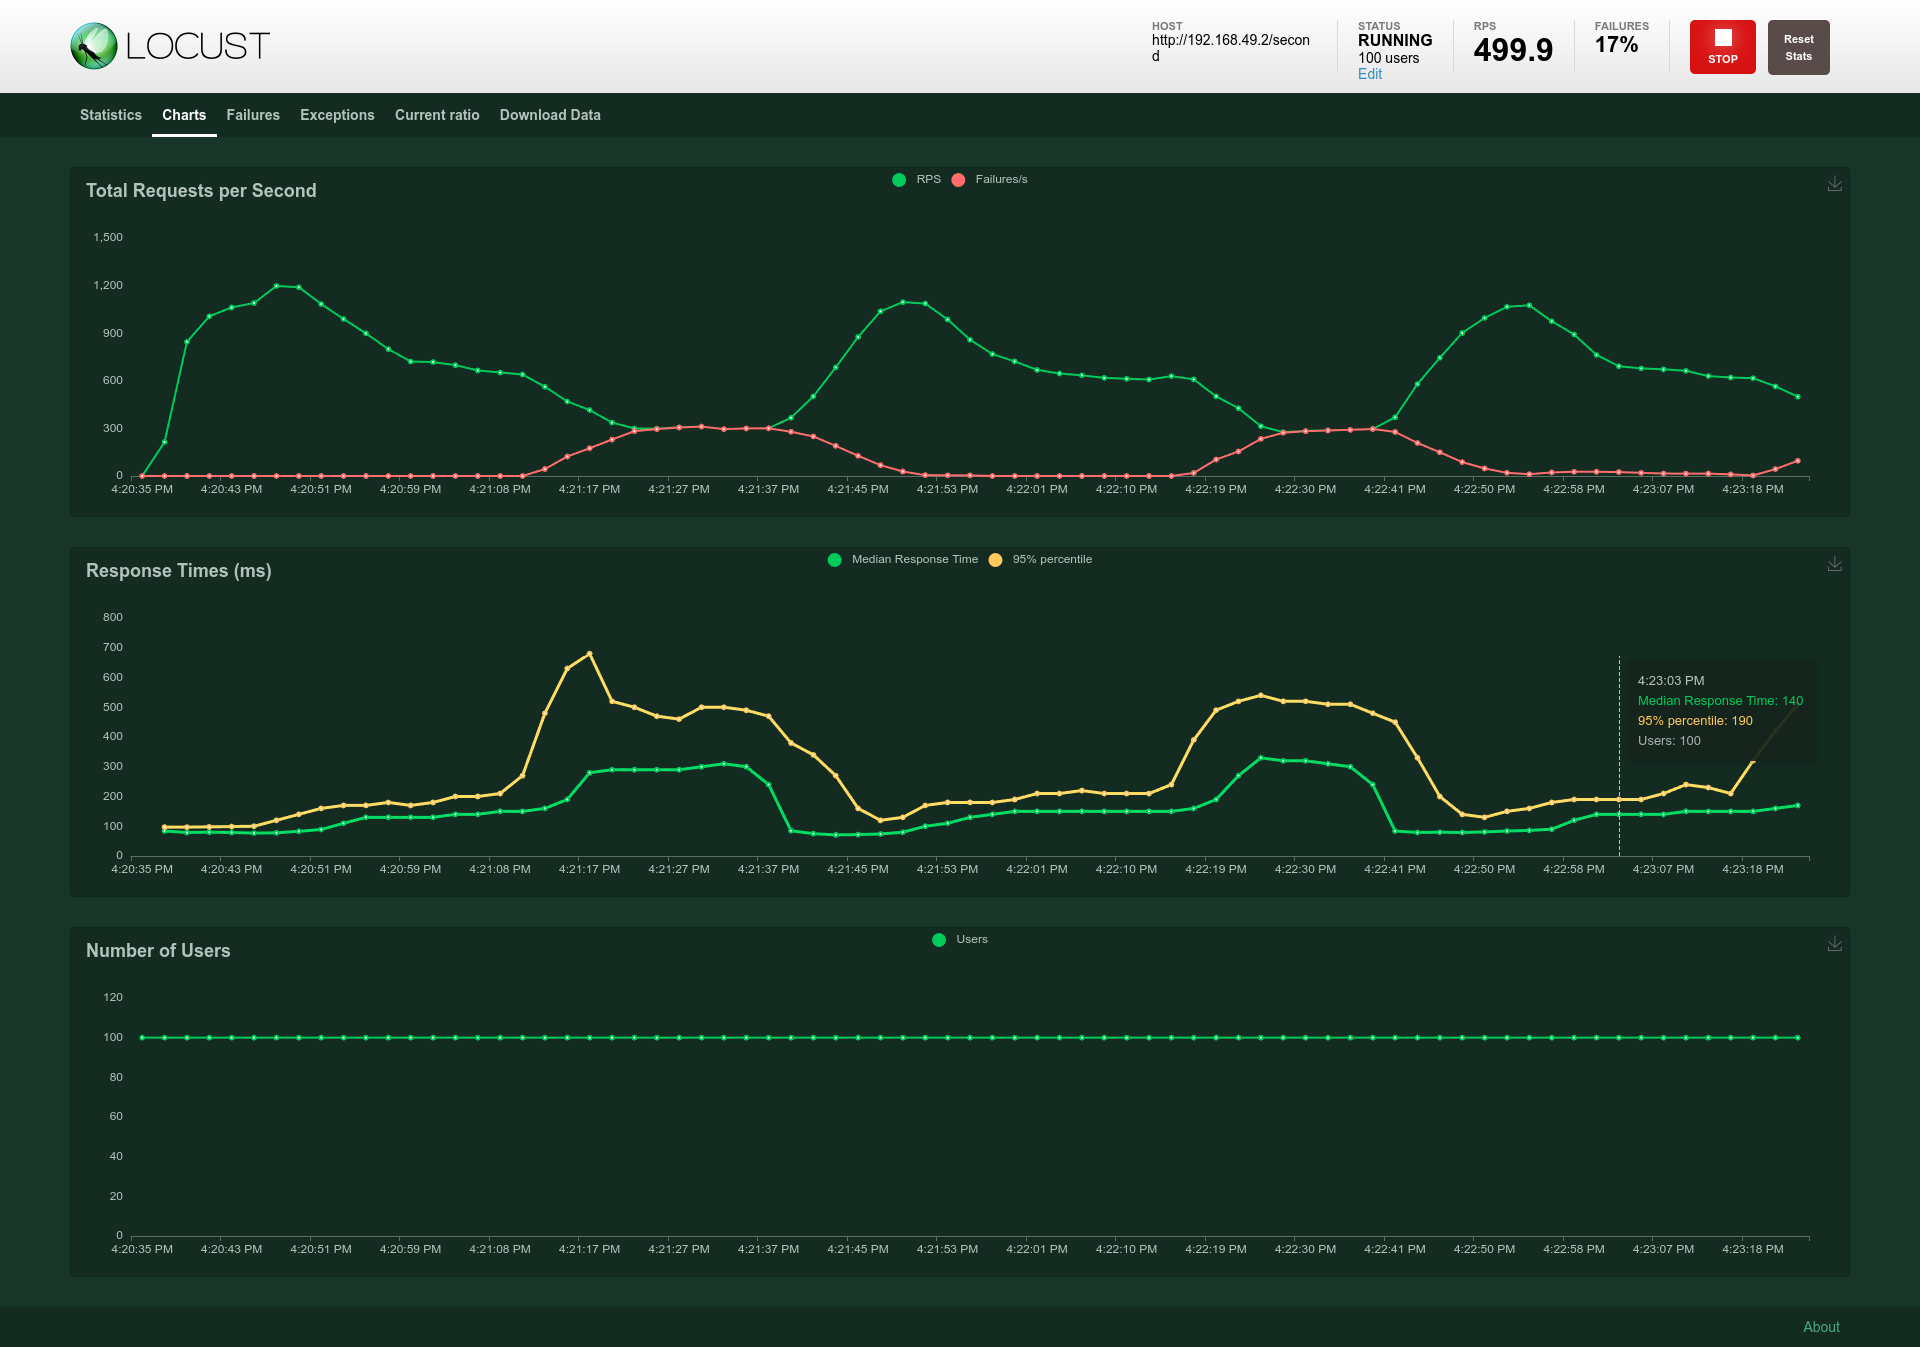 LOCUST
HOST
http://192.168.49.2/secon
d
STATUS
RUNNING
100 users
Edit
RPS
499.9
FAILURES
17%
STOP
Reset
Stats
Statistics Charts Failures Exceptions Current ratio Download Data
Total Requests per Second
RPS Failures/s
1,500
1,200
900
600
300
0
4:20:35 PM 4:20:43 PM 4:20:51 PM 4:20:59 PM 4:21:08 PM 4:21:17 PM 4:21:27 PM 4:21:37 PM 4:21:45 PM 4:21:53 PM 4:22:01 PM 4:22:10 PM 4:22:19 PM 4:22:30 PM 4:22:41 PM 4:22:50 PM 4:22:58 PM 4:23:07 PM 4:23:18 PM
Response Times (ms)
Median Response Time 95% percentile
800
700
600
500
400
300
200
100
0
4:23:03 PM
Median Response Time: 140
95% percentile: 190
Users: 100
4:20:35 PM 4:20:43 PM 4:20:51 PM 4:20:59 PM 4:21:08 PM 4:21:17 PM 4:21:27 PM 4:21:37 PM 4:21:45 PM 4:21:53 PM 4:22:01 PM 4:22:10 PM 4:22:19 PM 4:22:30 PM 4:22:41 PM 4:22:50 PM 4:22:58 PM 4:23:07 PM 4:23:18 PM
Number of Users
Users
120
100
80
60
40
20
0
4:20:35 PM 4:20:43 PM 4:20:51 PM 4:20:59 PM 4:21:08 PM 4:21:17 PM 4:21:27 PM 4:21:37 PM 4:21:45 PM 4:21:53 PM 4:22:01 PM 4:22:10 PM 4:22:19 PM 4:22:30 PM 4:22:41 PM 4:22:50 PM 4:22:58 PM 4:23:07 PM 4:23:18 PM
About